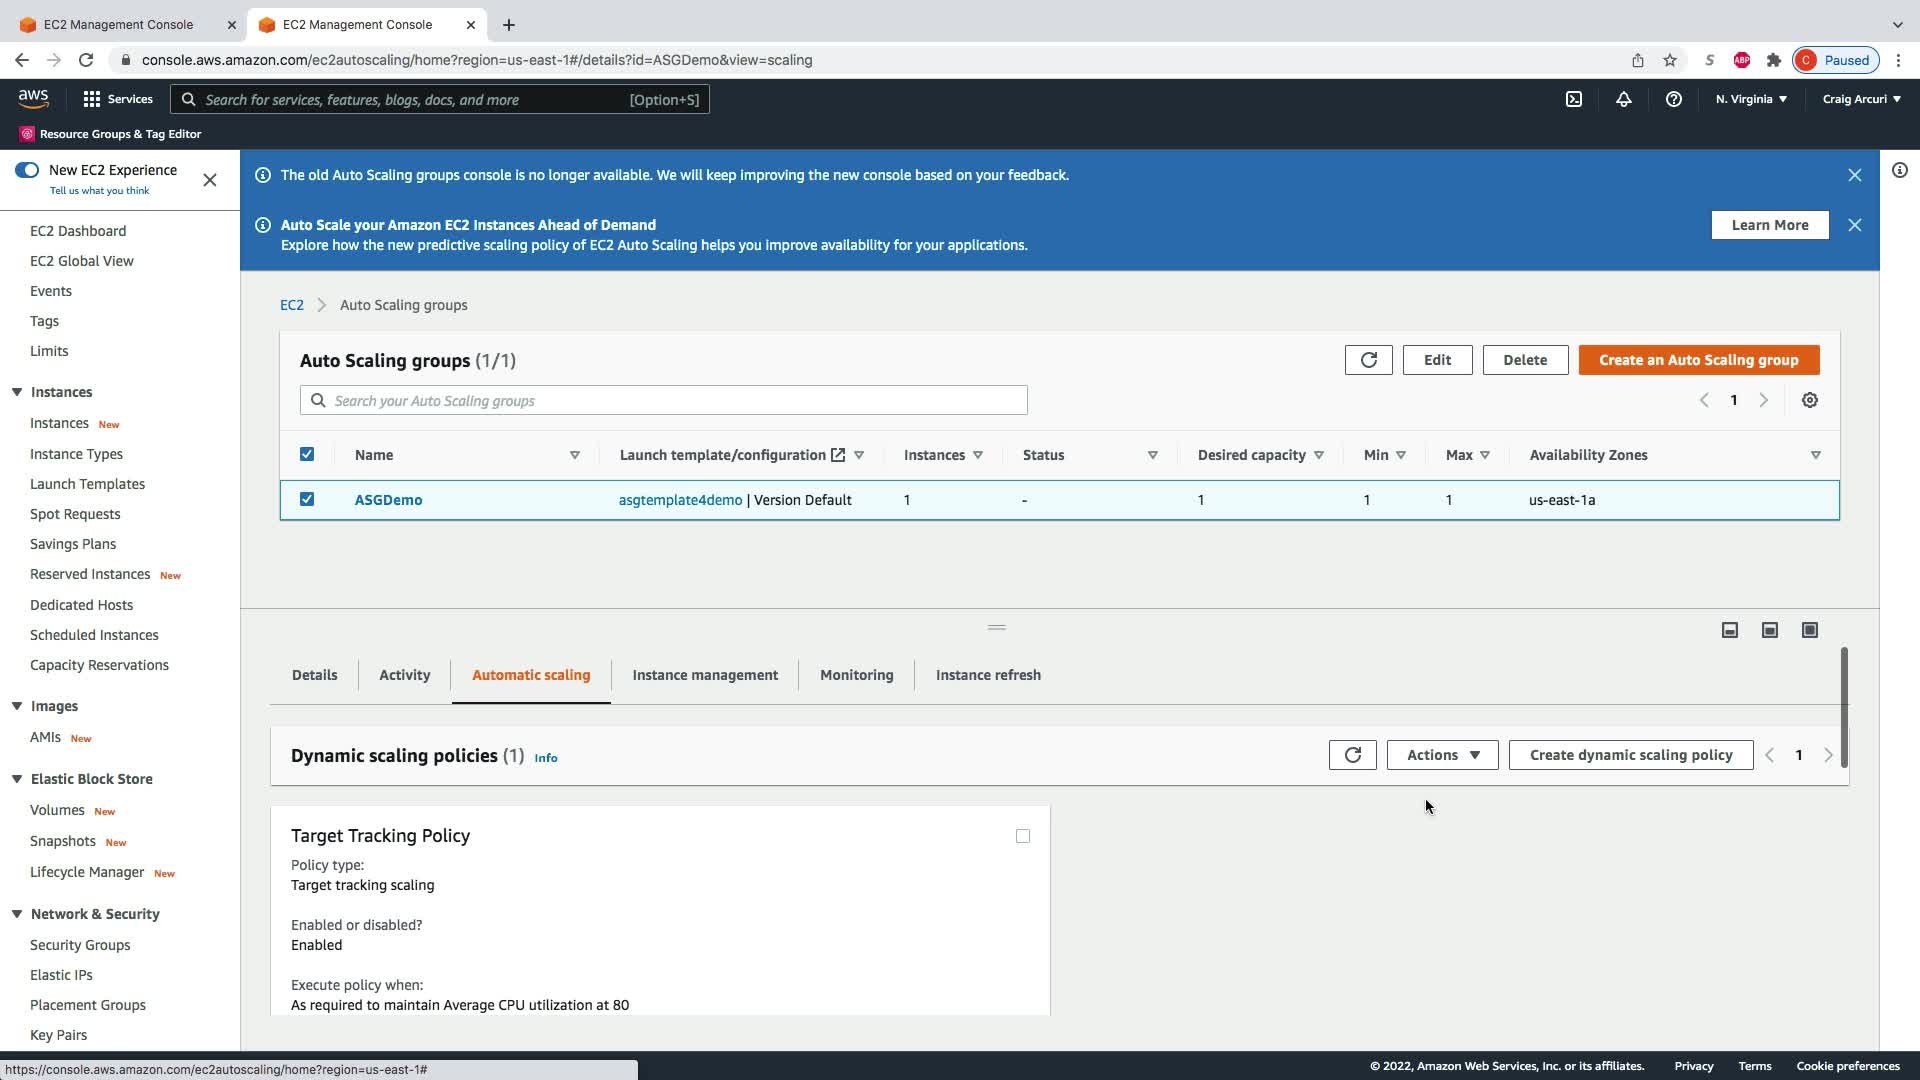 EC2 Management Console
EC2 Management Console
console.aws.amazon.com/ec2autoscaling/home?region=us-east-1#/details?id=ASGDemo&view=scaling
S
ABP
C Paused
aws
Services
Search for services, features, blogs, docs, and more [Option+S]
N. Virginia
Craig Arcuri
Resource Groups & Tag Editor
New EC2 Experience
Tell us what you think
EC2 Dashboard
EC2 Global View
Events
Tags
Limits
Instances
Instances New
Instance Types
Launch Templates
Spot Requests
Savings Plans
Reserved Instances New
Dedicated Hosts
Scheduled Instances
Capacity Reservations
Images
AMIs New
Elastic Block Store
Volumes New
Snapshots New
Lifecycle Manager New
Network & Security
Security Groups
Elastic IPs
Placement Groups
Key Pairs
The old Auto Scaling groups console is no longer available. We will keep improving the new console based on your feedback.
Auto Scale your Amazon EC2 Instances Ahead of Demand
Explore how the new predictive scaling policy of EC2 Auto Scaling helps you improve availability for your applications.
Learn More
EC2 Auto Scaling groups
Auto Scaling groups (1/1)
Edit Delete Create an Auto Scaling group
Search your Auto Scaling groups
1
Name Launch template/configuration Instances Status Desired capacity Min Max Availability Zones
ASGDemo asgtemplate4demo | Version Default 1 - 1 1 1 us-east-1a
Details Activity Automatic scaling Instance management Monitoring Instance refresh
Dynamic scaling policies (1) Info
Actions Create dynamic scaling policy 1
Target Tracking Policy
Policy type:
Target tracking scaling
Enabled or disabled?
Enabled
Execute policy when:
As required to maintain Average CPU utilization at 80
https://console.aws.amazon.com/ec2autoscaling/home?region=us-east-1#
© 2022, Amazon Web Services, Inc. or its affiliates. Privacy Terms Cookie preferences